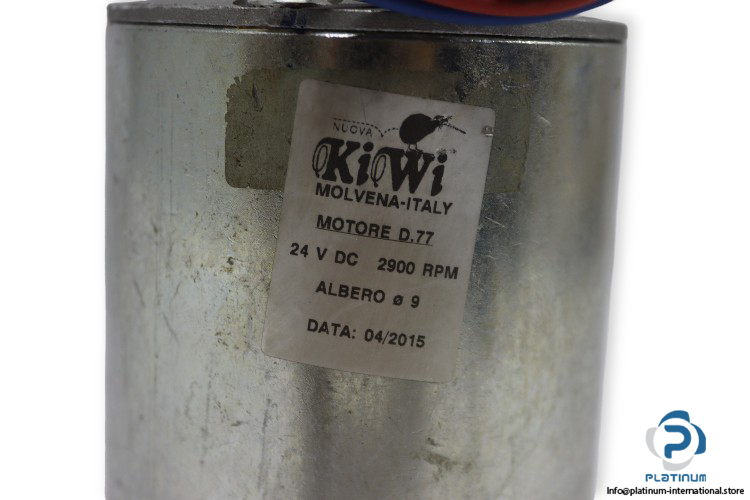 NUOVA
KiWi
MOLVENA-ITALY
MOTORE D.77
24 V DC 2900 RPM
ALBERO ø 9
DATA: 04/2015
PLATINUM
Info@platinum-international.store